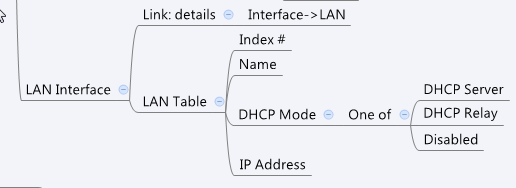 Link: details
Interface->LAN
Index #
Name
LAN Interface
LAN Table
DHCP Mode
One of
DHCP Server
DHCP Relay
Disabled
IP Address